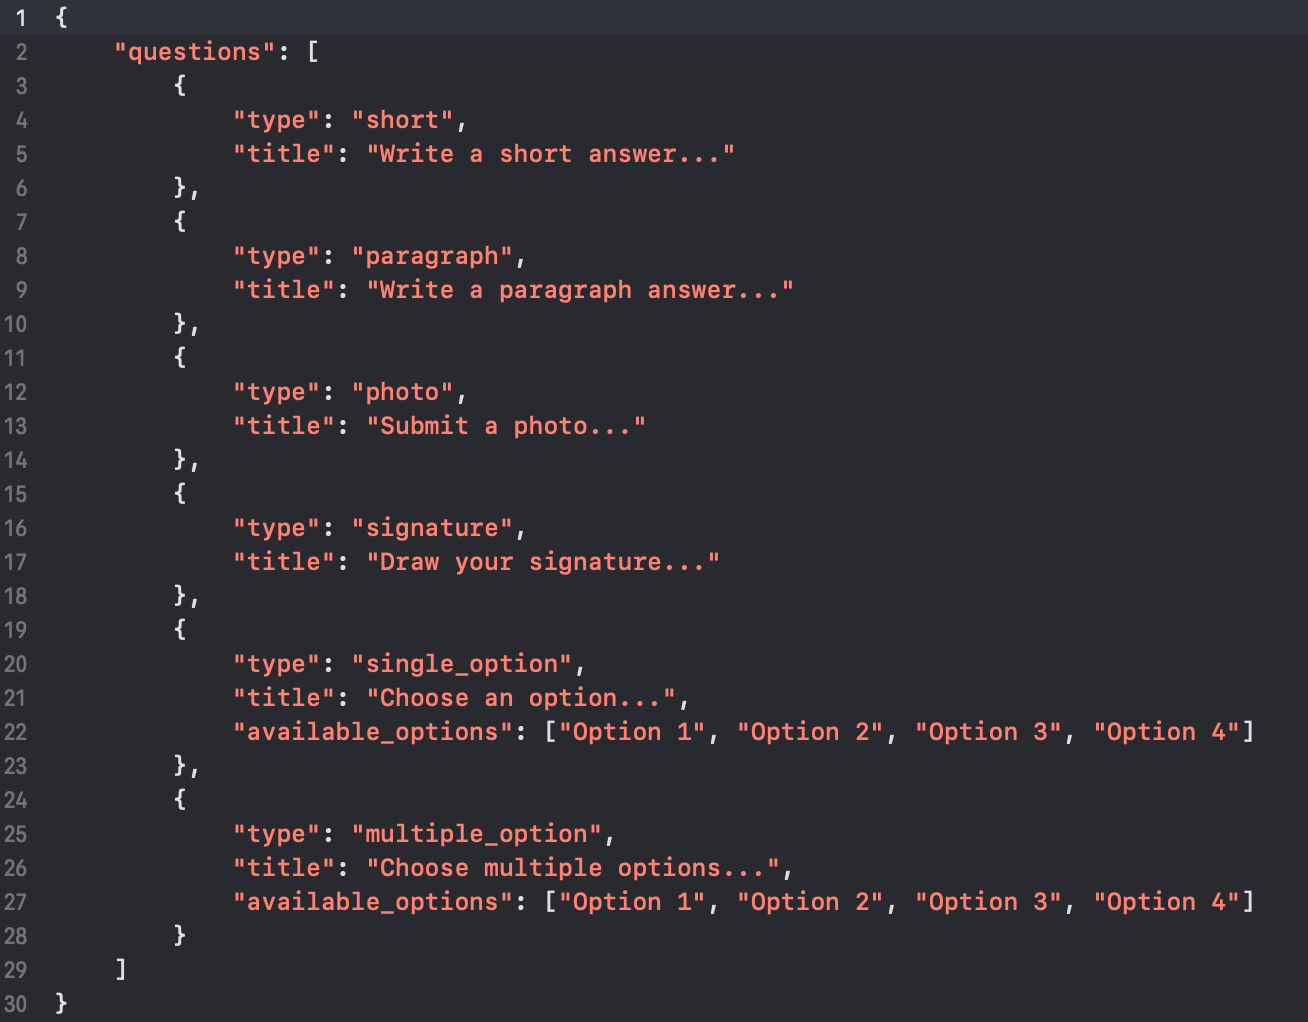 1 {
2     "questions": [
3         {
4             "type": "short",
5             "title": "Write a short answer..."
6         },
7         {
8             "type": "paragraph",
9             "title": "Write a paragraph answer..."
10         },
11         {
12             "type": "photo",
13             "title": "Submit a photo..."
14         },
15         {
16             "type": "signature",
17             "title": "Draw your signature..."
18         },
19         {
20             "type": "single_option",
21             "title": "Choose an option...",
22             "available_options": ["Option 1", "Option 2", "Option 3", "Option 4"]
23         },
24         {
25             "type": "multiple_option",
26             "title": "Choose multiple options...",
27             "available_options": ["Option 1", "Option 2", "Option 3", "Option 4"]
28         }
29     ]
30 }